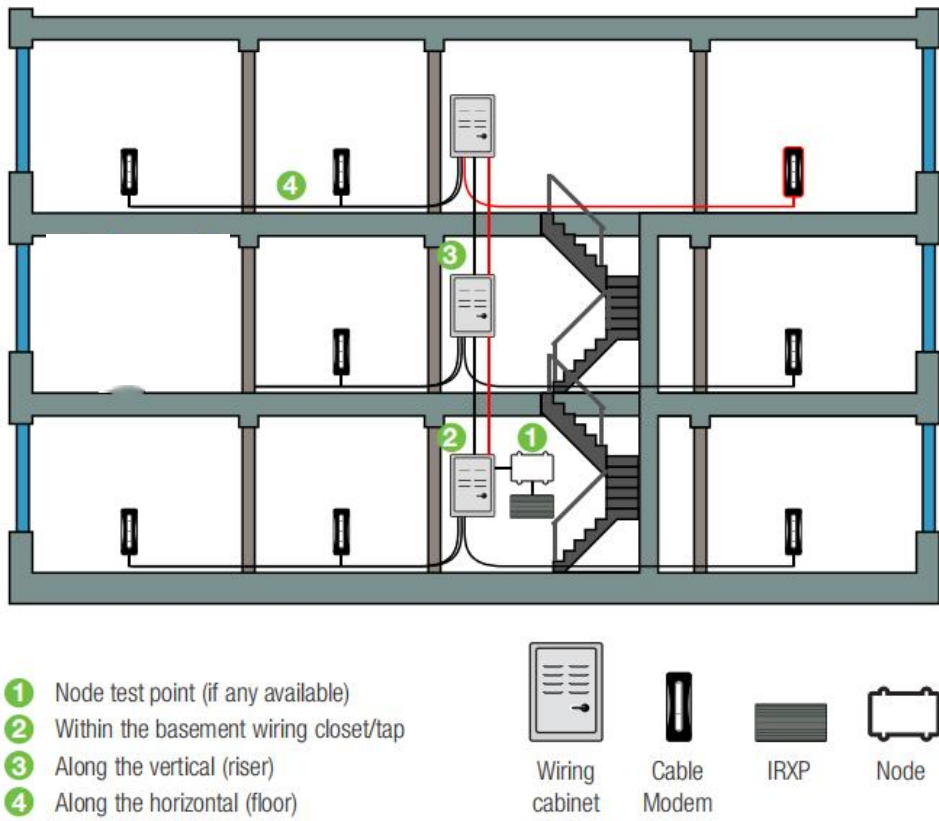 4
3
2
1
1 Node test point (if any available)
2 Within the basement wiring closet/tap
3 Along the vertical (riser)
4 Along the horizontal (floor)
Wiring
cabinet
Cable
Modem
IRXP
Node